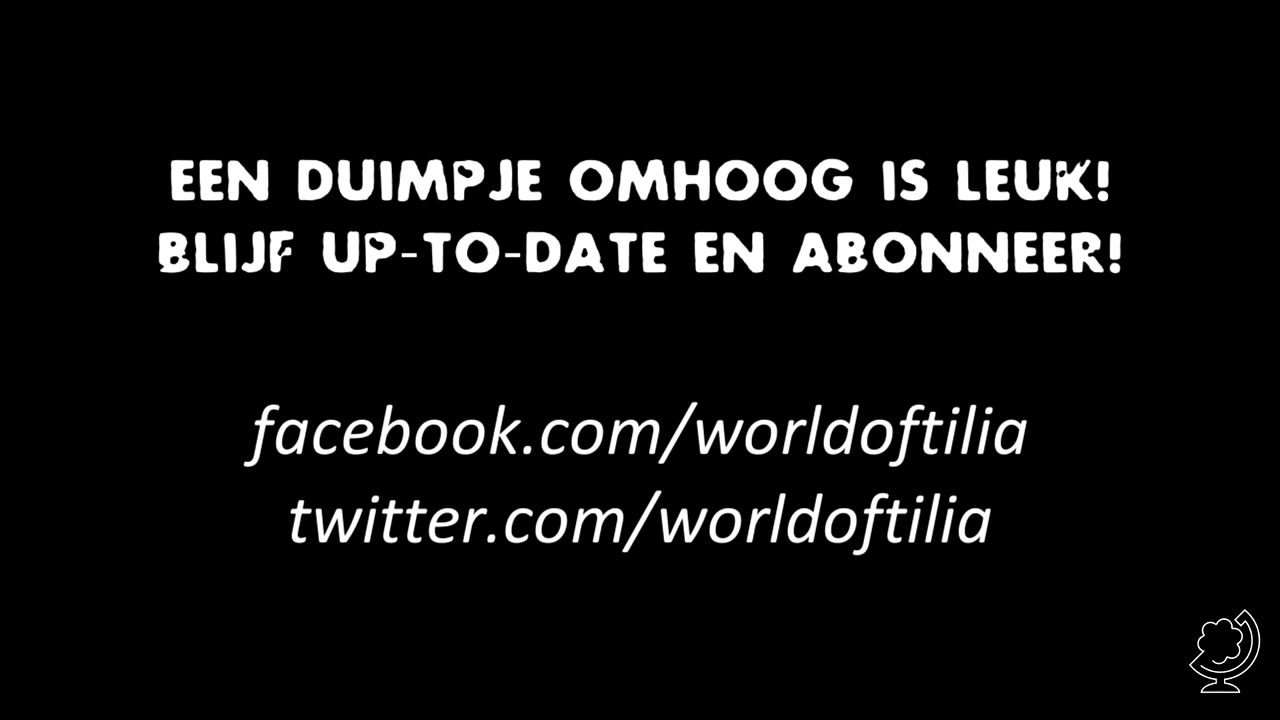 EEN DUIMPJE OMHOOG IS LEUK!
BLIJF UP-TO-DATE EN ABONNEER!
facebook.com/worldoftilia
twitter.com/worldoftilia